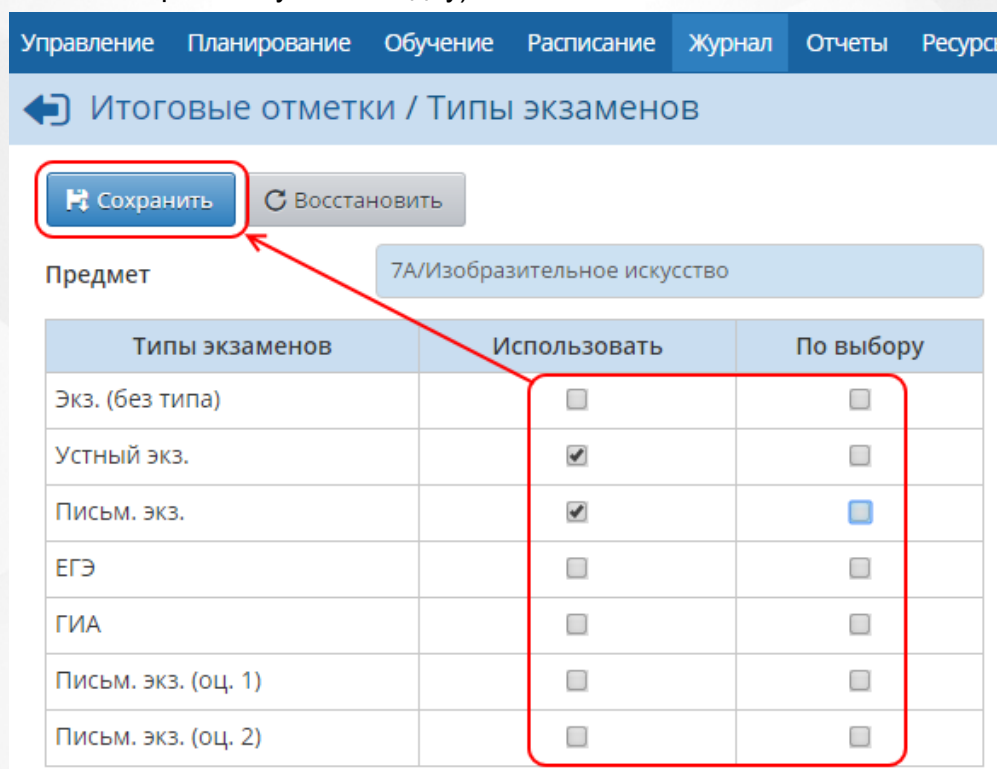 Управление Планирование Обучение Расписание Журнал Отчеты Ресурсы
Итоговые отметки / Типы экзаменов
Сохранить Восстановить
Предмет 7А/Изобразительное искусство
Типы экзаменов Использовать По выбору
Экз. (без типа)
Устный экз.
Письм. экз.
ЕГЭ
ГИА
Письм. экз. (оц. 1)
Письм. экз. (оц. 2)